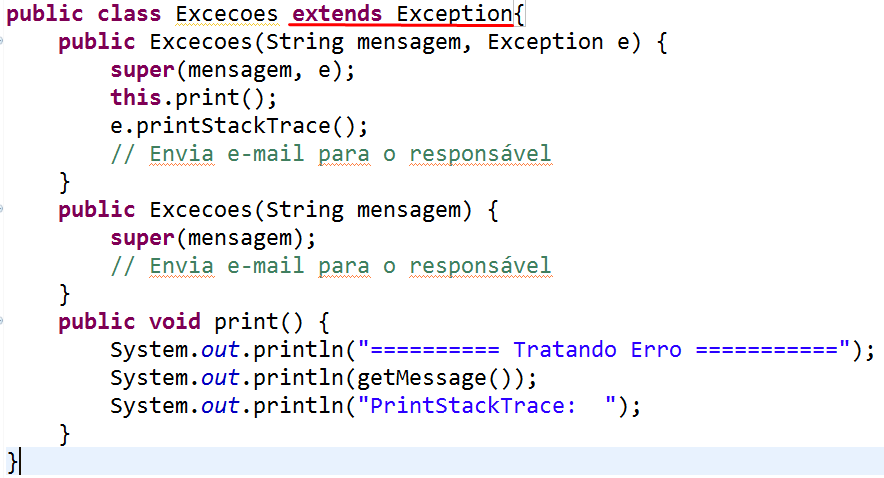 public class Excecoes extends Exception{
    public Excecoes(String mensagem, Exception e) {
        super(mensagem, e);
        this.print();
        e.printStackTrace();
        // Envia e-mail para o responsável
    }
    public Excecoes(String mensagem) {
        super(mensagem);
        // Envia e-mail para o responsável
    }
    public void print() {
        System.out.println("========== Tratando Erro ===========");
        System.out.println(getMessage());
        System.out.println("PrintStackTrace:  ");
    }
}